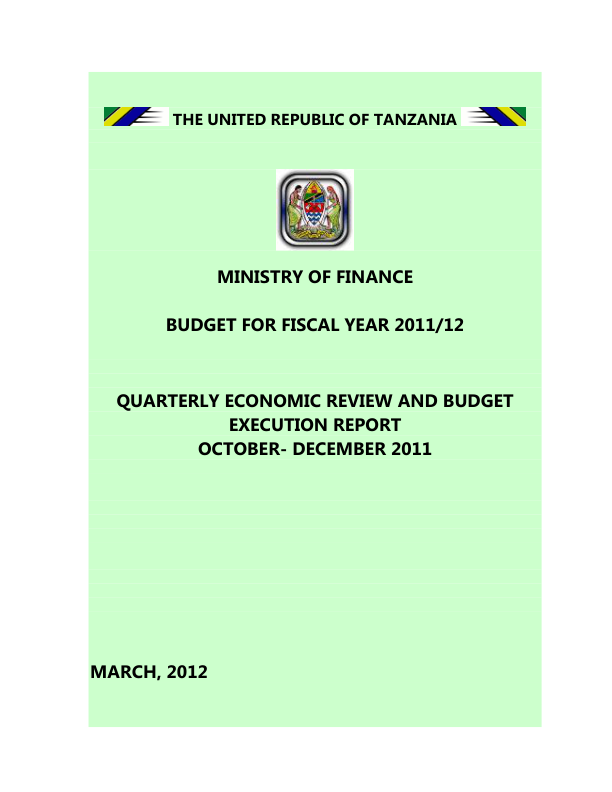 THE UNITED REPUBLIC OF TANZANIA
MINISTRY OF FINANCE
BUDGET FOR FISCAL YEAR 2011/12
QUARTERLY ECONOMIC REVIEW AND BUDGET
EXECUTION REPORT
OCTOBER- DECEMBER 2011
MARCH, 2012